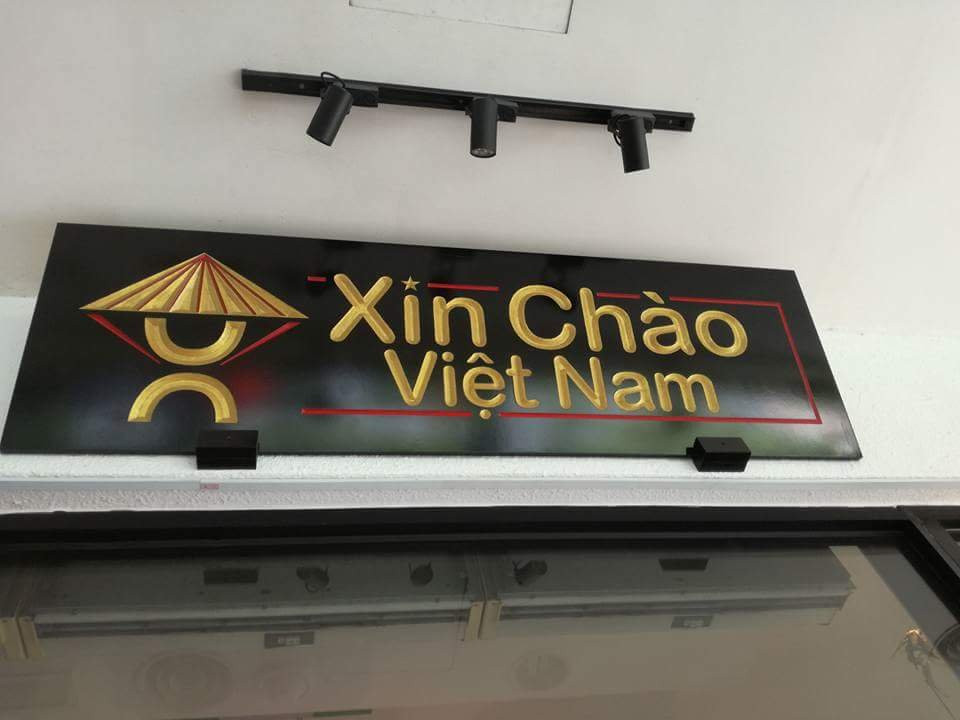 Xin Chào
Việt Nam